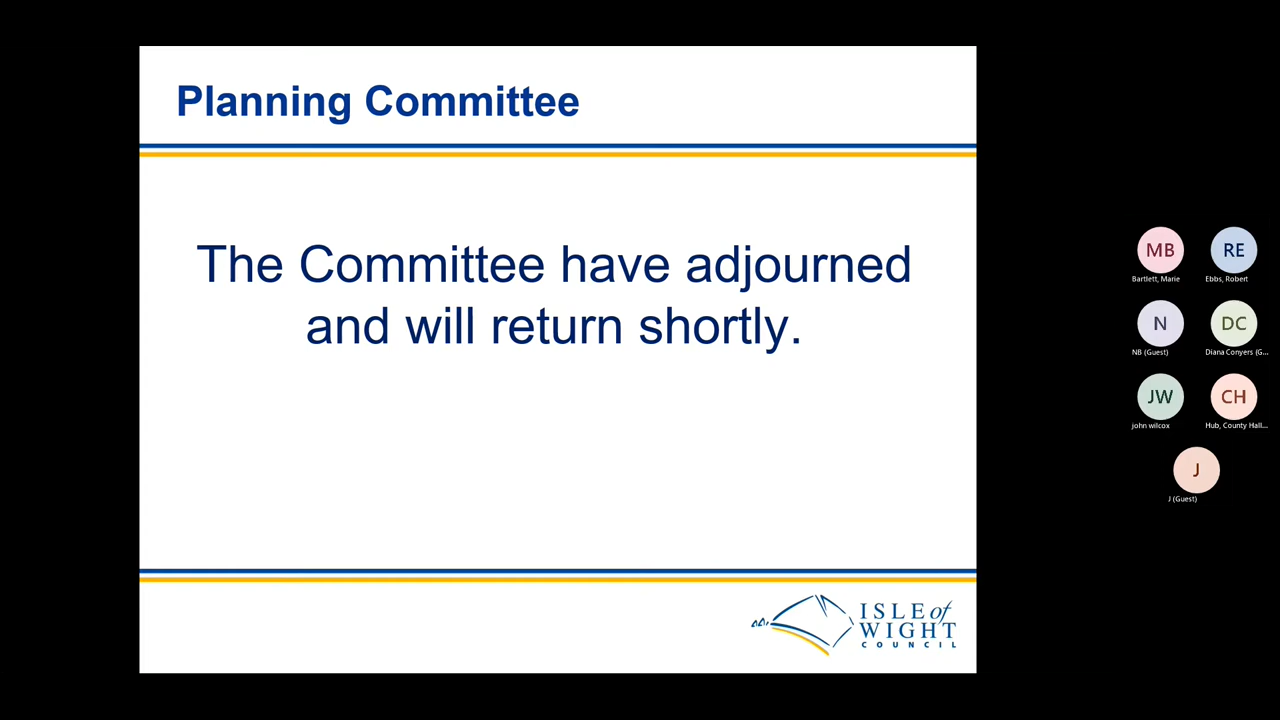 Planning Committee
The Committee have adjourned
and will return shortly.
ISLE of
WIGHT
COUNCIL
MB
RE
Bartlett, Marie
Ebbs, Robert
N
DC
NB (Guest)
Diana Conyers (G...
JW
CH
john wilcox
Hub, County Hall...
J
J (Guest)